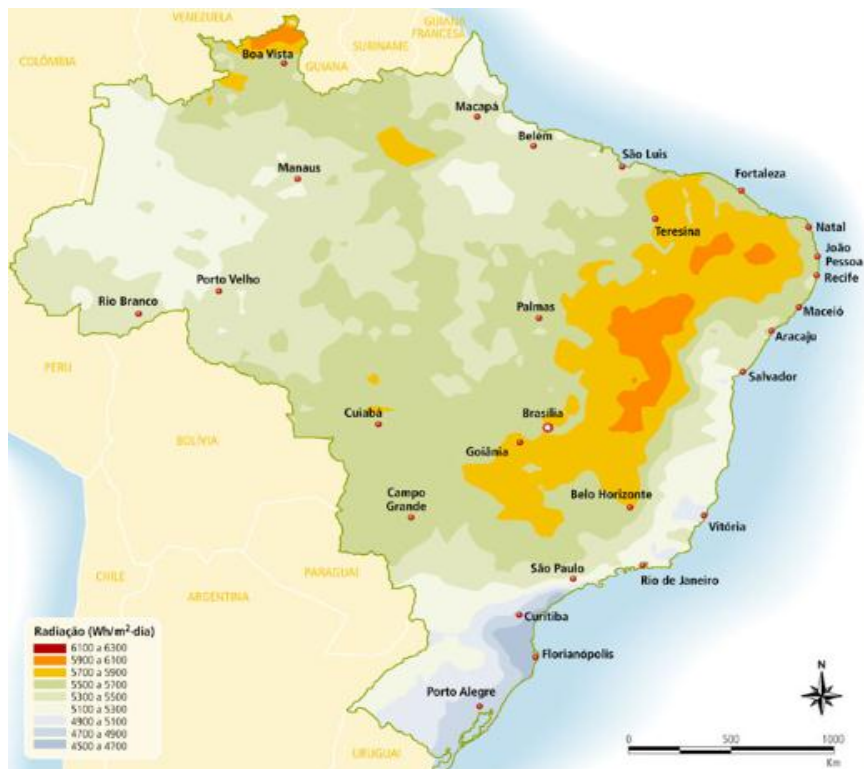 VENEZUELA
GUIANA
FRANCESA
SURINAME
GUIANA
COLÔMBIA
Boa Vista
Macapá
Belém
São Luis
Fortaleza
Manaus
Teresina
Natal
João
Pessoa
Recife
Porto Velho
Rio Branco
Palmas
Maceió
Aracaju
PERU
Salvador
Cuiabá
Brasília
BOLÍVIA
Goiânia
Campo
Grande
Belo Horizonte
Vitória
São Paulo
Rio de Janeiro
CHILE
PARAGUAI
ARGENTINA
Curitiba
Florianópolis
Porto Alegre
URUGUAI
Radiação (Wh/m²-dia)
6100 a 6300
5900 a 6100
5700 a 5900
5500 a 5700
5300 a 5500
5100 a 5300
4900 a 5100
4700 a 4900
4500 a 4700
N
0 500 1000
Km